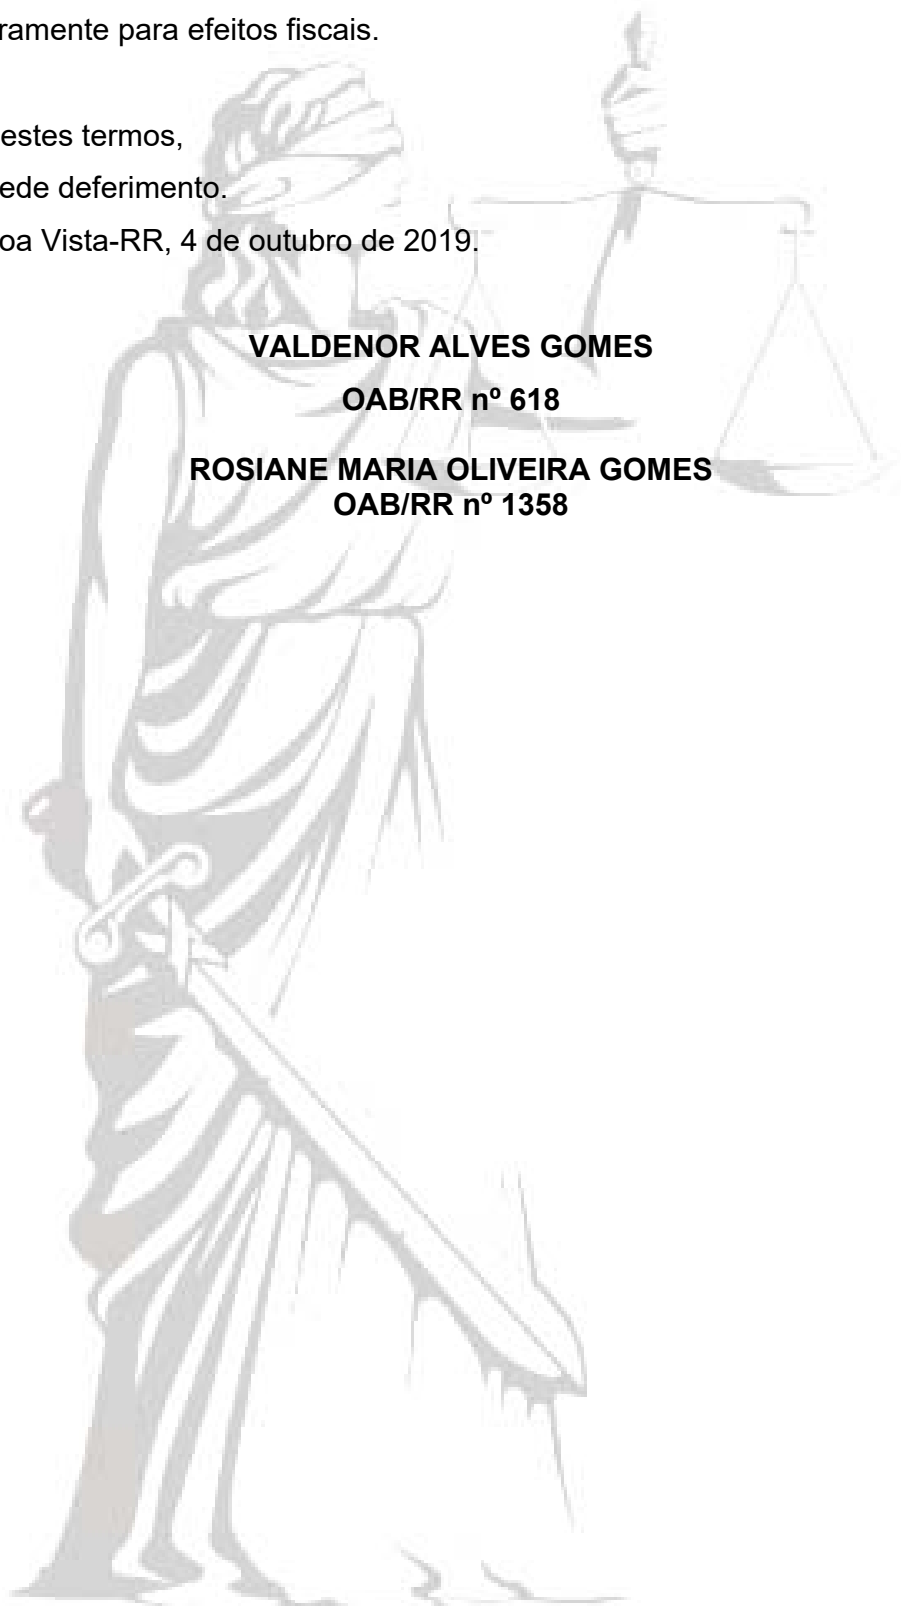 ramente para efeitos fiscais.
estes termos,
ede deferimento.
oa Vista-RR, 4 de outubro de 2019.
VALDENOR ALVES GOMES
OAB/RR nº 618
ROSIANE MARIA OLIVEIRA GOMES
OAB/RR nº 1358